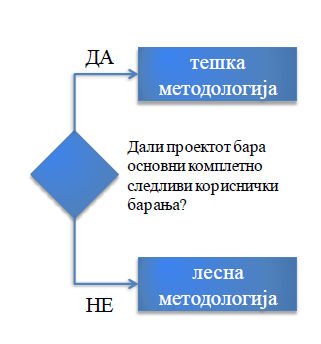 ДА
тешка
методологија
Дали проектот бара
основни комплетно
следливи кориснички
барања?
лесна
методологија
НЕ